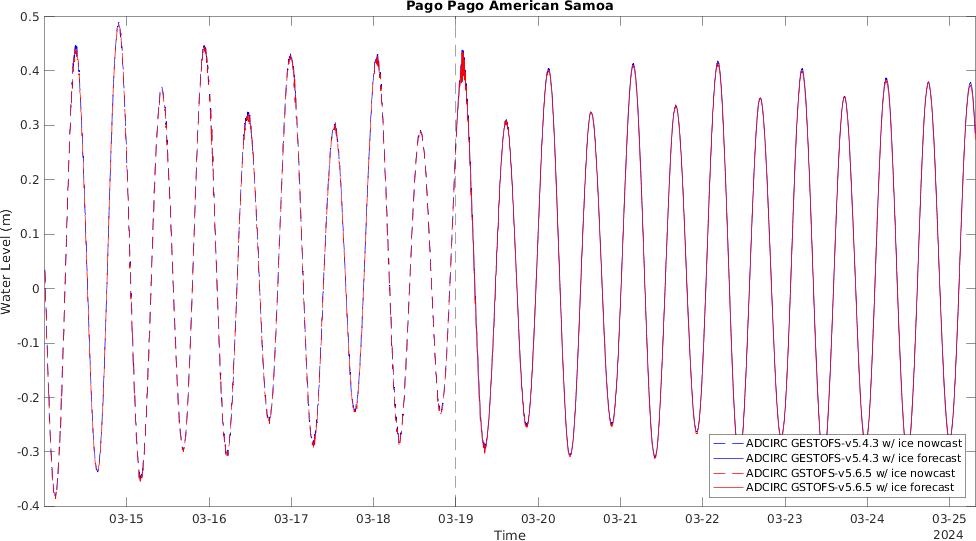 Pago Pago American Samoa
Water Level (m)
0.5
0.4
0.3
0.2
0.1
0
-0.1
-0.2
-0.3
-0.4
03-15 03-16 03-17 03-18 03-19 03-20 03-21 03-22 03-23 03-24 03-25
Time
2024
ADCIRC GESTOFS-v5.4.3 w/ ice nowcast
ADCIRC GESTOFS-v5.4.3 w/ ice forecast
ADCIRC GSTOFS-v5.6.5 w/ ice nowcast
ADCIRC GSTOFS-v5.6.5 w/ ice forecast